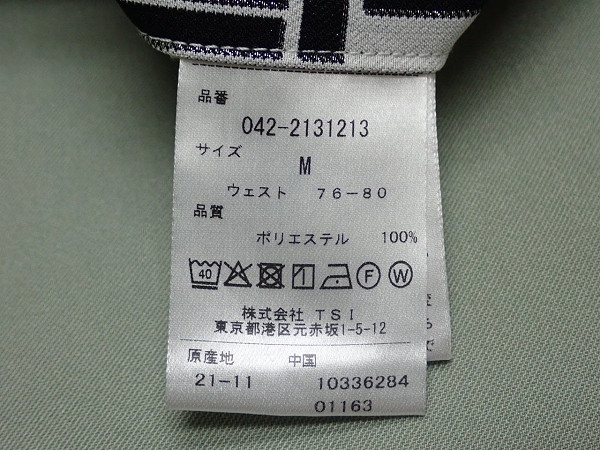 品番
042-2131213
サイズ
M
ウェスト 76-80
品質
ポリエステル 100%
40 F W
株式会社 TSI
東京都港区元赤坂1-5-12
原産地 中国
21-11 10336284
01163